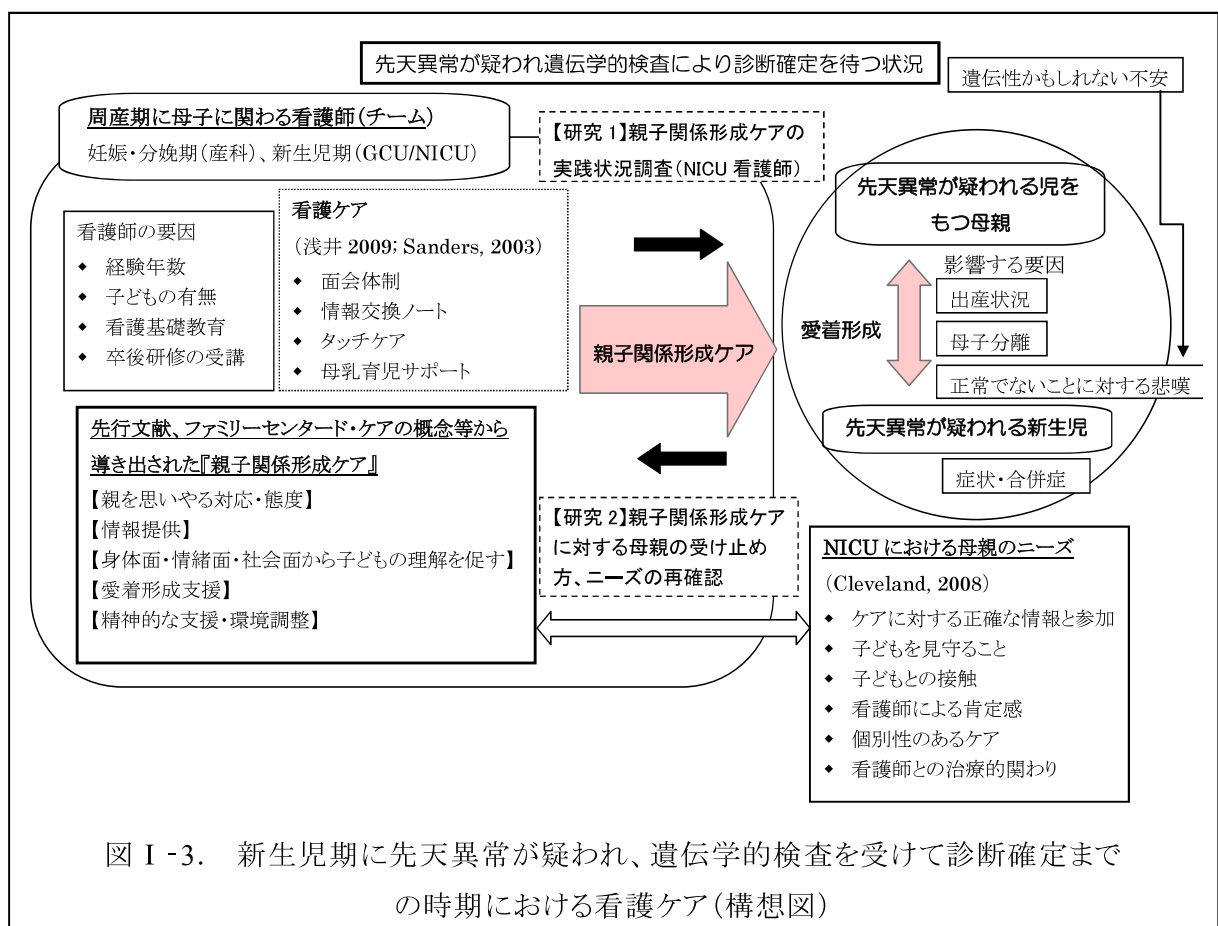 先天異常が疑われ遺伝学的検査により診断確定を待つ状況
遺伝性かもしれない不安
周産期に母子に関わる看護師(チーム)
妊娠・分娩期(産科)、新生児期(GCU/NICU)
【研究1】親子関係形成ケアの
実践状況調査(NICU 看護師)
看護師の要因
◆ 経験年数
◆ 子どもの有無
◆ 看護基礎教育
◆ 卒後研修の受講
看護ケア
(浅井 2009; Sanders, 2003)
◆ 面会体制
◆ 情報交換ノート
◆ タッチケア
◆ 母乳育児サポート
親子関係形成ケア
先天異常が疑われる児を
もつ母親
影響する要因
出産状況
愛着形成
母子分離
正常でないことに対する悲嘆
先天異常が疑われる新生児
症状・合併症
先行文献、ファミリーセンタード・ケアの概念等から
導き出された『親子関係形成ケア』
【親を思いやる対応・態度】
【情報提供】
【身体面・情緒面・社会面から子どもの理解を促す】
【愛着形成支援】
【精神的な支援・環境調整】
【研究2】親子関係形成ケア
に対する母親の受け止め
方、ニーズの再確認
NICU における母親のニーズ
(Cleveland, 2008)
◆ ケアに対する正確な情報と参加
◆ 子どもを見守ること
◆ 子どもとの接触
◆ 看護師による肯定感
◆ 個別性のあるケア
◆ 看護師との治療的関わり
図Ⅰ-3. 新生児期に先天異常が疑われ、遺伝学的検査を受けて診断確定まで
の時期における看護ケア(構想図)